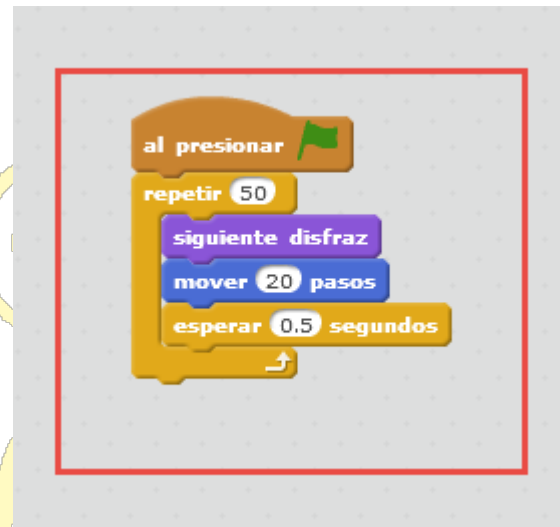 al presionar
repetir 50
siguiente disfraz
mover 20 pasos
esperar 0.5 segundos